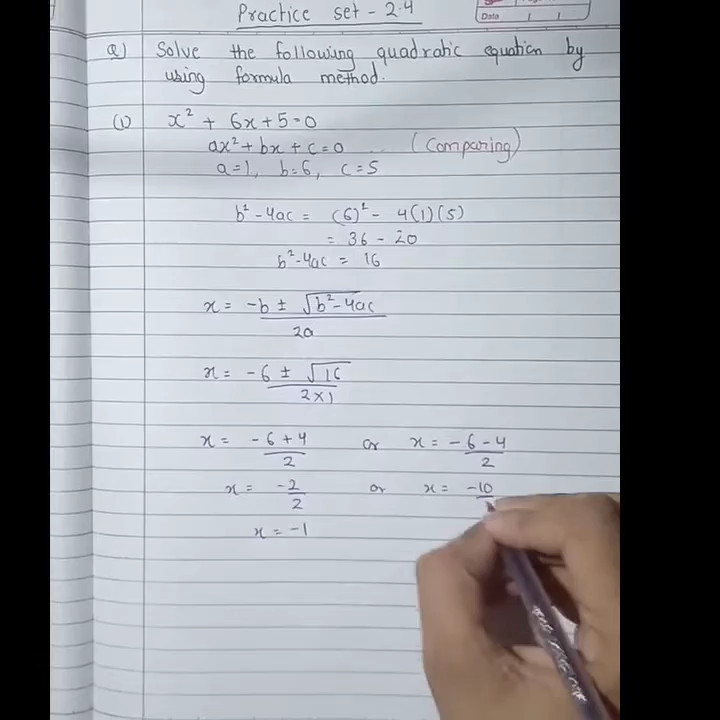 Practice set - 2.4
Data
Q) Solve the following quadratic equation by
using formula method.
(1) x² + 6x + 5 = 0
ax² + bx + c = 0 (Comparing)
a = 1, b = 6, c = 5
b² - 4ac = (6)² - 4(1)(5)
= 36 - 20
b² - 4ac = 16
x = -b ± √b² - 4ac
2a
x = -6 ± √16
2×1
x = -6 + 4 or x = -6 - 4
2 2
x = -2 or x = -10
2
x = -1